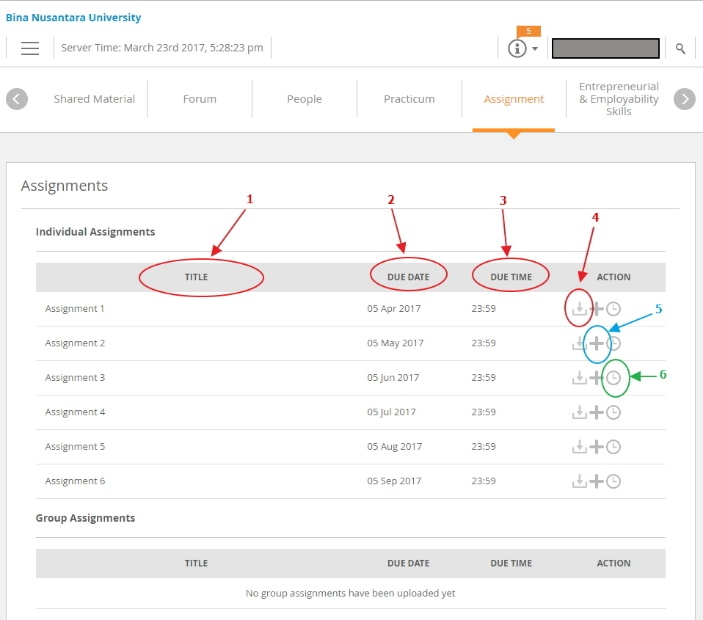 Bina Nusantara University
Server Time: March 23rd 2017, 5:28:23 pm
5
Shared Material
Forum
People
Practicum
Assignment
Entrepreneurial
& Employability
Skills
Assignments
1
2
3
4
Individual Assignments
TITLE DUE DATE DUE TIME ACTION
Assignment 1 05 Apr 2017 23:59
5
Assignment 2 05 May 2017 23:59
Assignment 3 05 Jun 2017 23:59
6
Assignment 4 05 Jul 2017 23:59
Assignment 5 05 Aug 2017 23:59
Assignment 6 05 Sep 2017 23:59
Group Assignments
TITLE DUE DATE DUE TIME ACTION
No group assignments have been uploaded yet